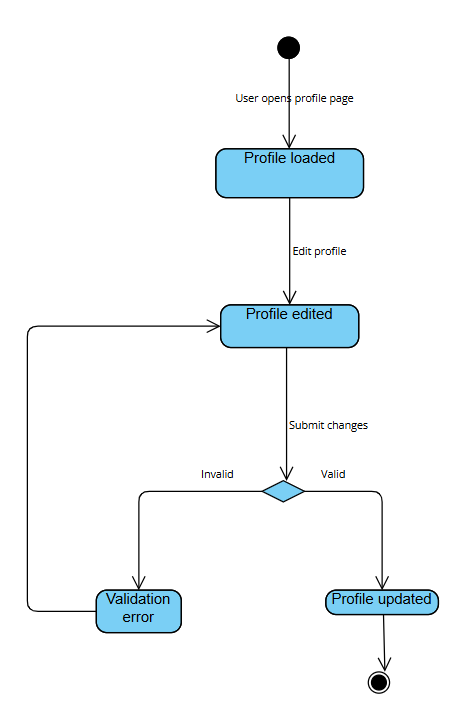 User opens profile page
Profile loaded
Edit profile
Profile edited
Submit changes
Invalid
Valid
Validation
error
Profile updated